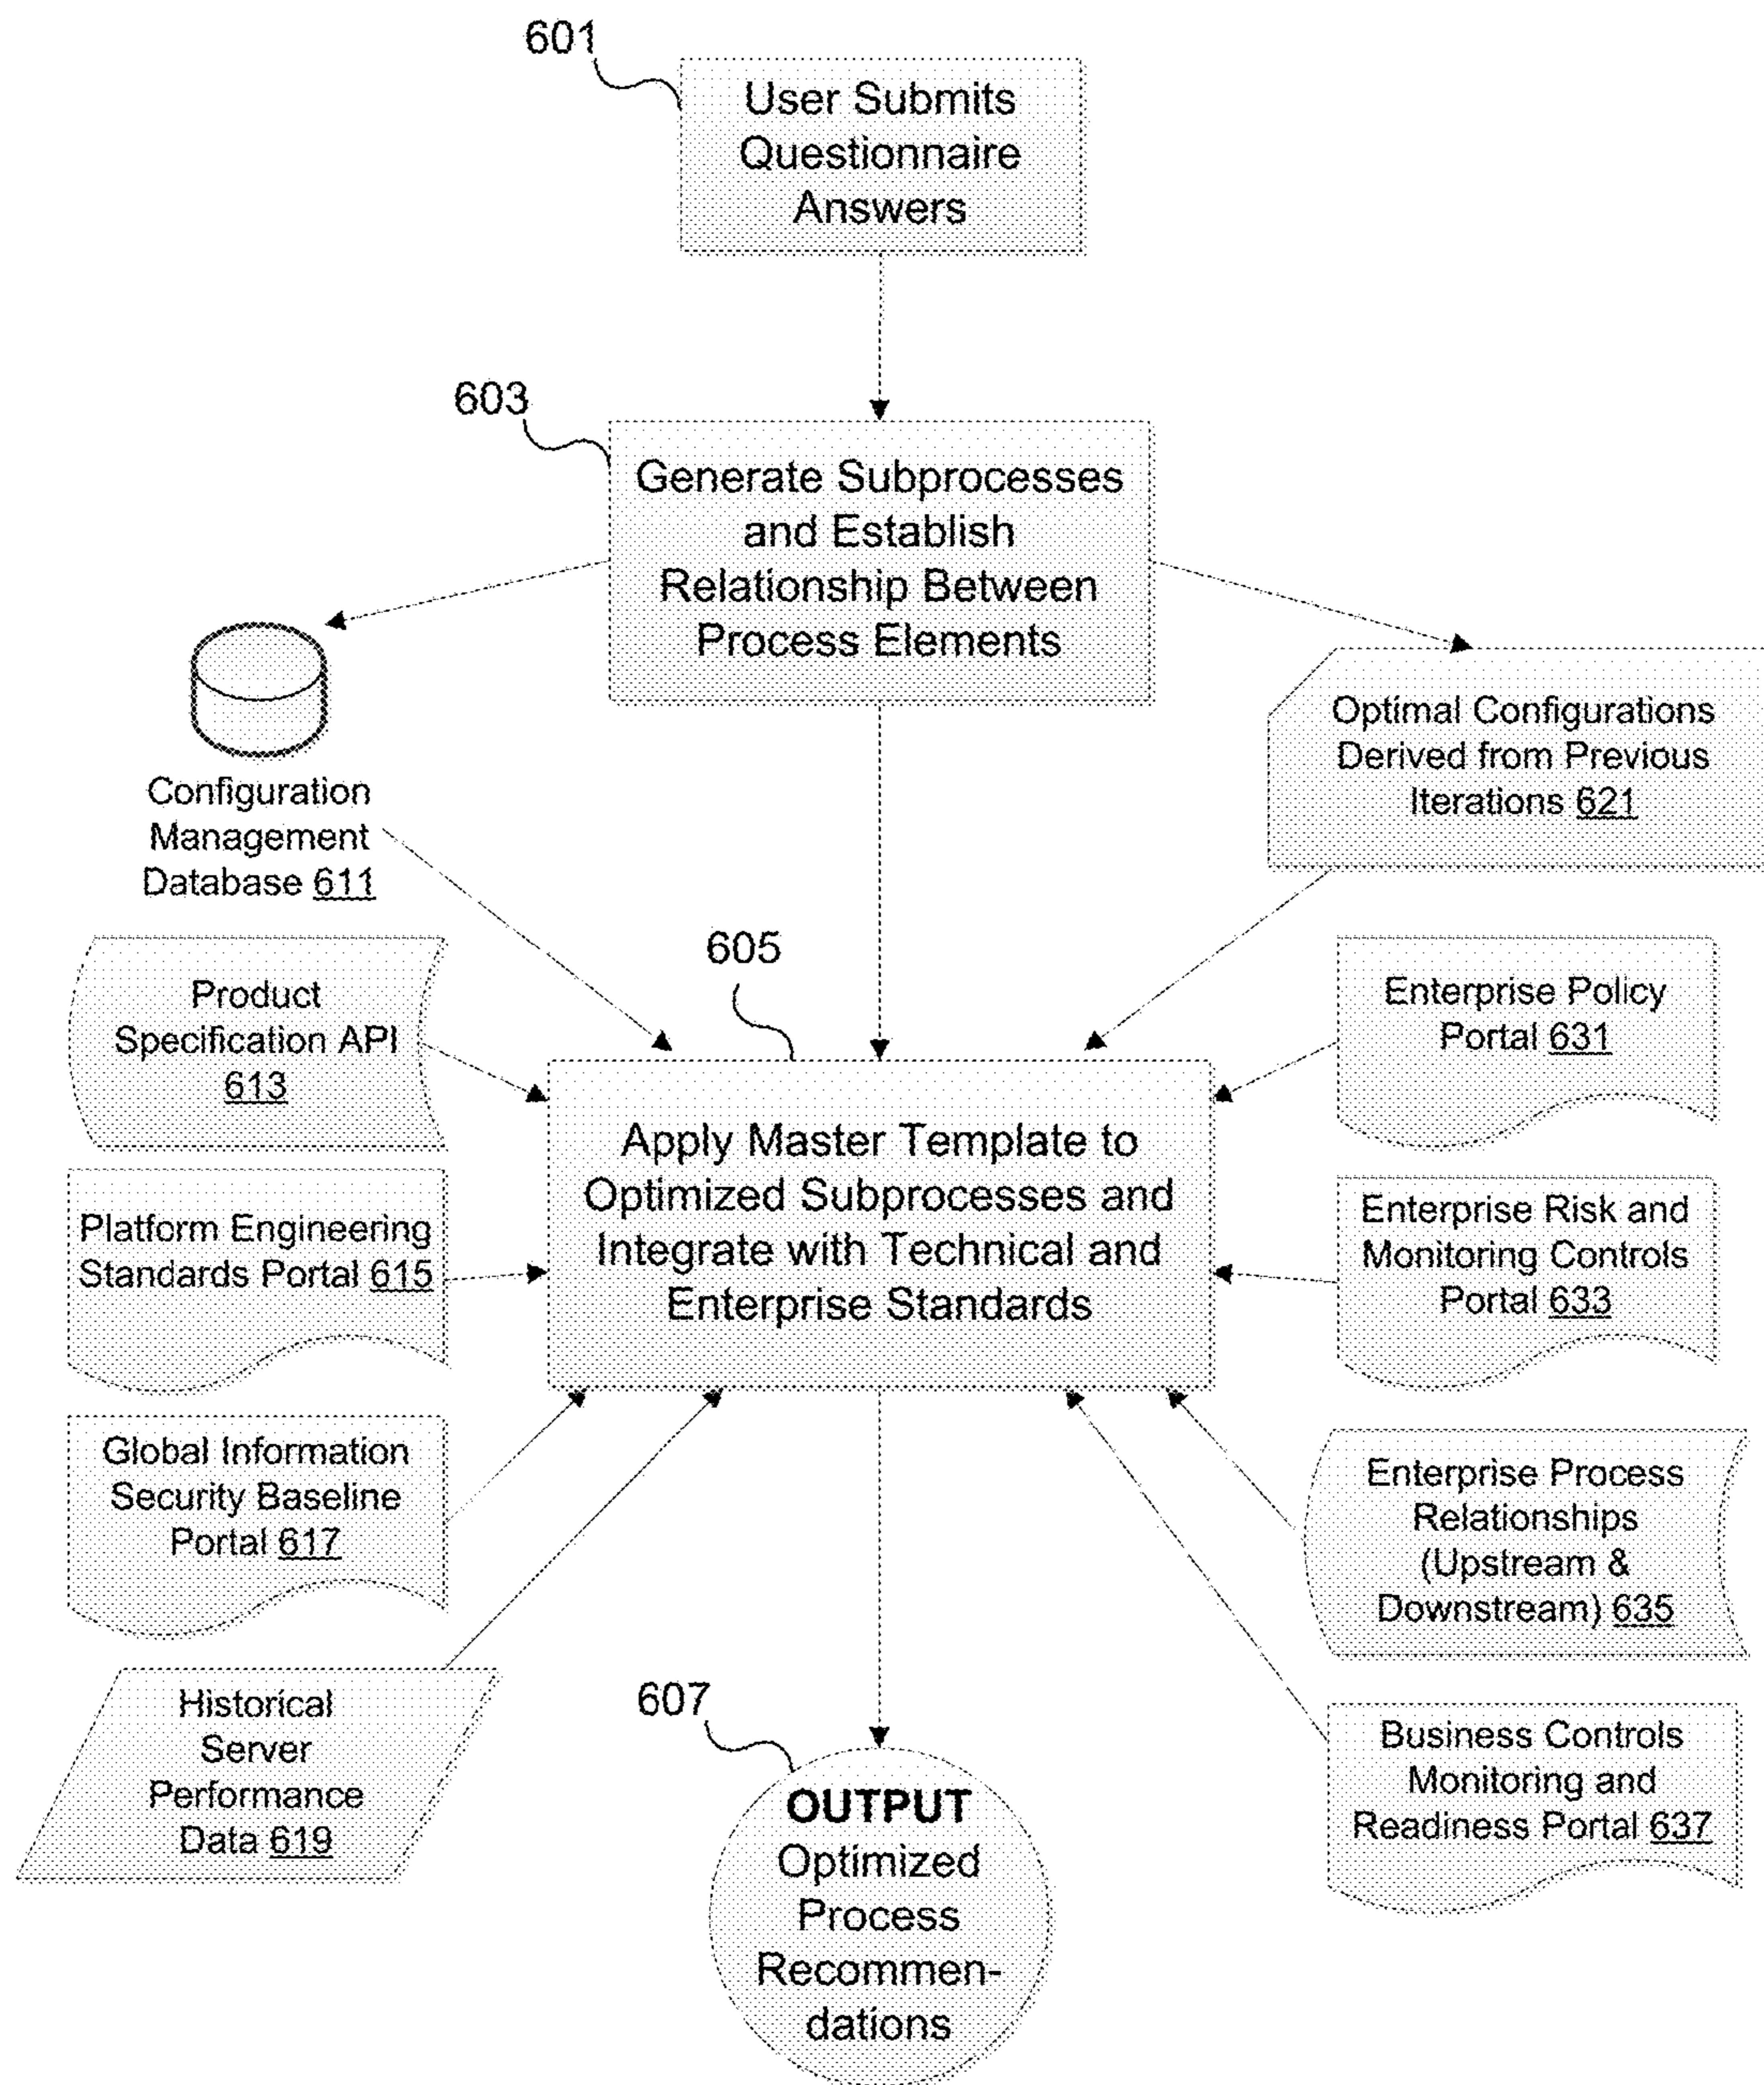 601
User Submits
Questionnaire
Answers
603
Generate Subprocesses
and Establish
Relationship Between
Process Elements
Configuration
Management
Database 611
Optimal Configurations
Derived from Previous
Iterations 621
605
Product
Specification API
613
Enterprise Policy
Portal 631
Apply Master Template to
Optimized Subprocesses and
Integrate with Technical and
Enterprise Standards
Platform Engineering
Standards Portal 615
Enterprise Risk and
Monitoring Controls
Portal 633
Global Information
Security Baseline
Portal 617
Enterprise Process
Relationships
(Upstream &
Downstream) 635
Historical
Server
Performance
Data 619
607
OUTPUT
Optimized
Process
Recommen-
dations
Business Controls
Monitoring and
Readiness Portal 637